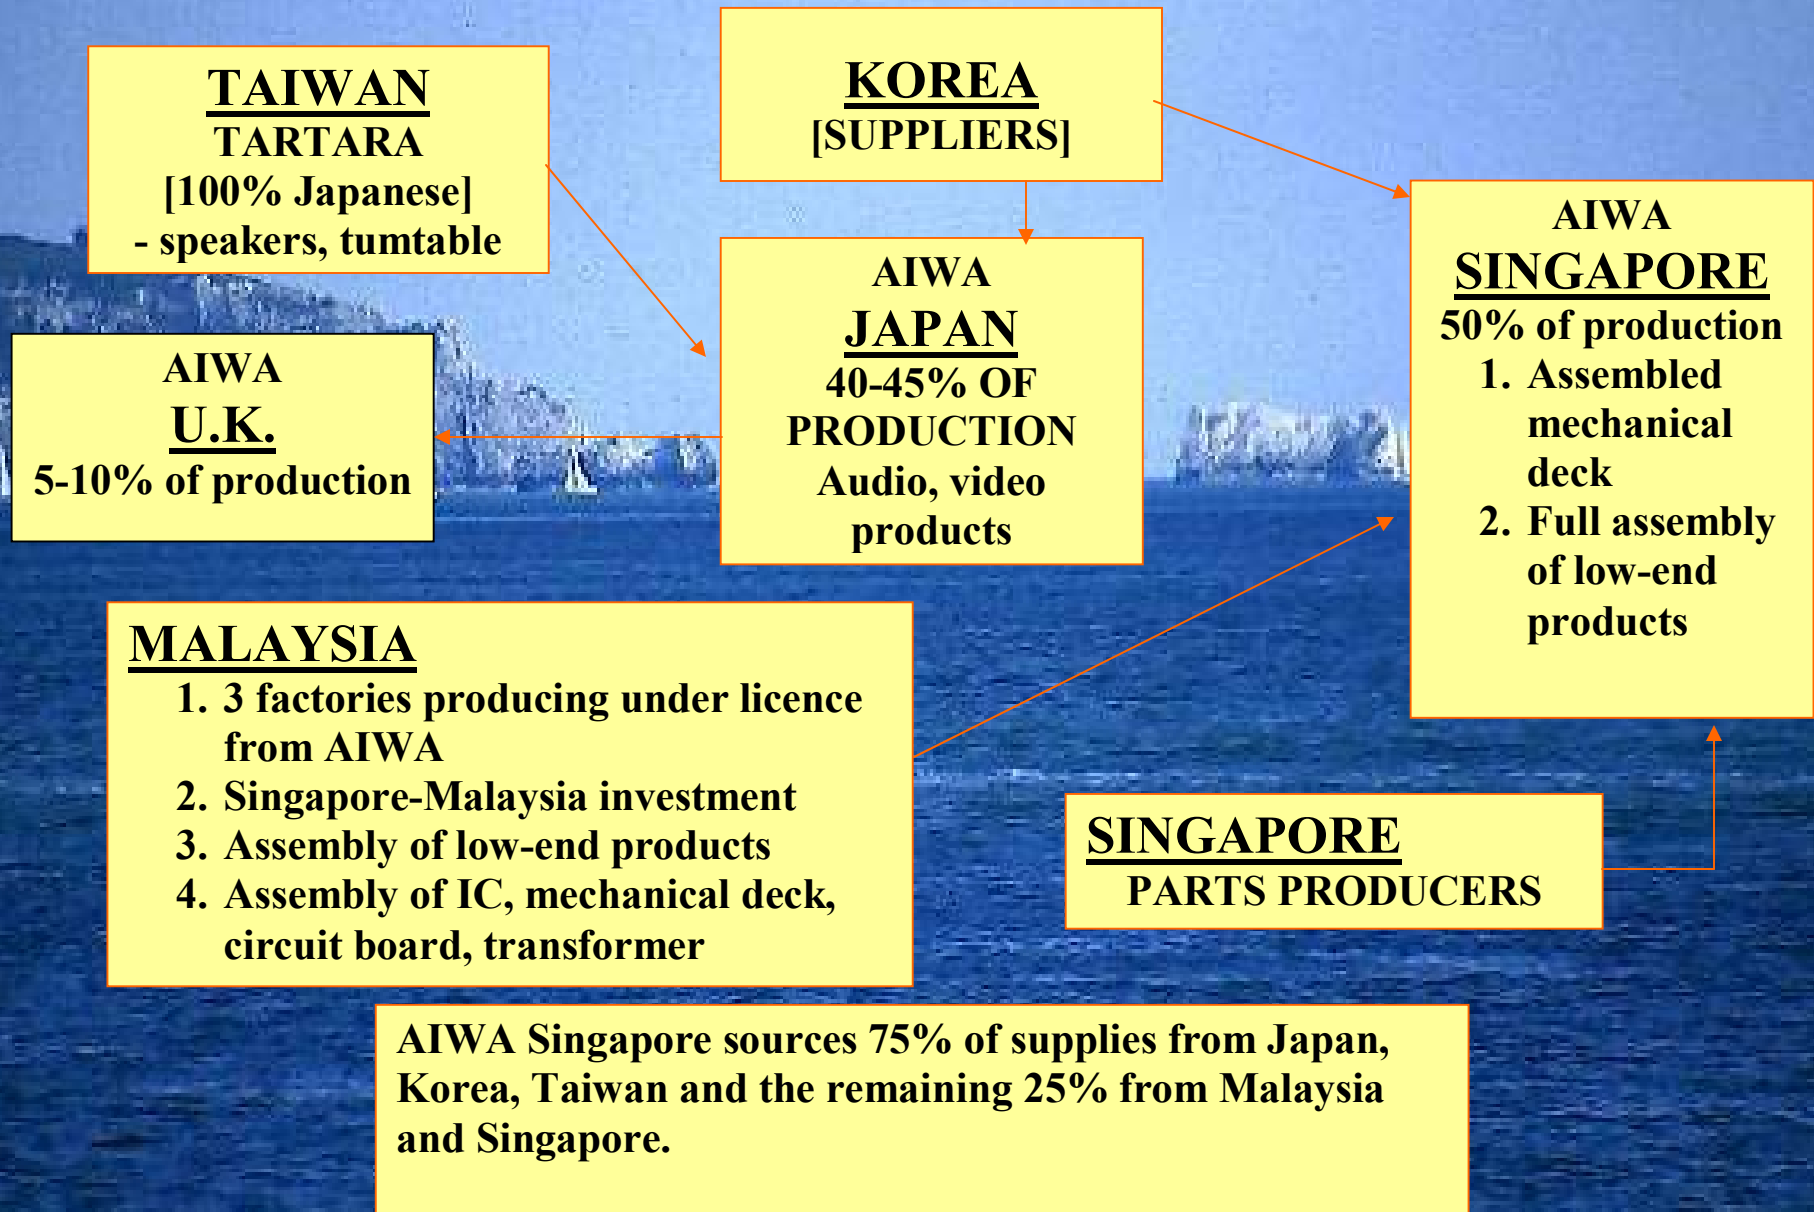 TAIWAN
TARTARA
[100% Japanese]
- speakers, tumtable
KOREA
[SUPPLIERS]
AIWA
SINGAPORE
50% of production
1. Assembled
mechanical
deck
2. Full assembly
of low-end
products
AIWA
JAPAN
40-45% OF
PRODUCTION
Audio, video
products
AIWA
U.K.
5-10% of production
MALAYSIA
1. 3 factories producing under licence
from AIWA
2. Singapore-Malaysia investment
3. Assembly of low-end products
4. Assembly of IC, mechanical deck,
circuit board, transformer
SINGAPORE
PARTS PRODUCERS
AIWA Singapore sources 75% of supplies from Japan,
Korea, Taiwan and the remaining 25% from Malaysia
and Singapore.